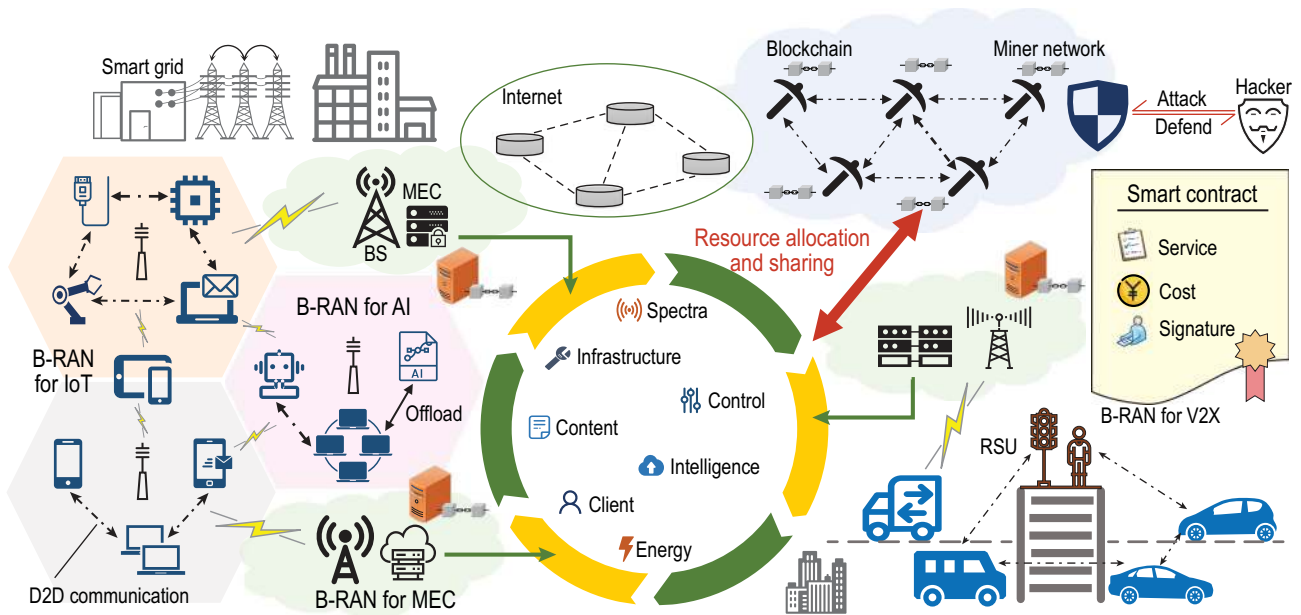 Smart grid
Internet
Blockchain
Miner network
Attack
Defend
Hacker
MEC
BS
Resource allocation
and sharing
Smart contract
Service
¥
Cost
Signature
B-RAN for AI
B-RAN
for IoT
AI
Offload
Spectra
Infrastructure
Control
Content
Intelligence
Client
Energy
B-RAN for V2X
RSU
D2D communication
B-RAN for MEC